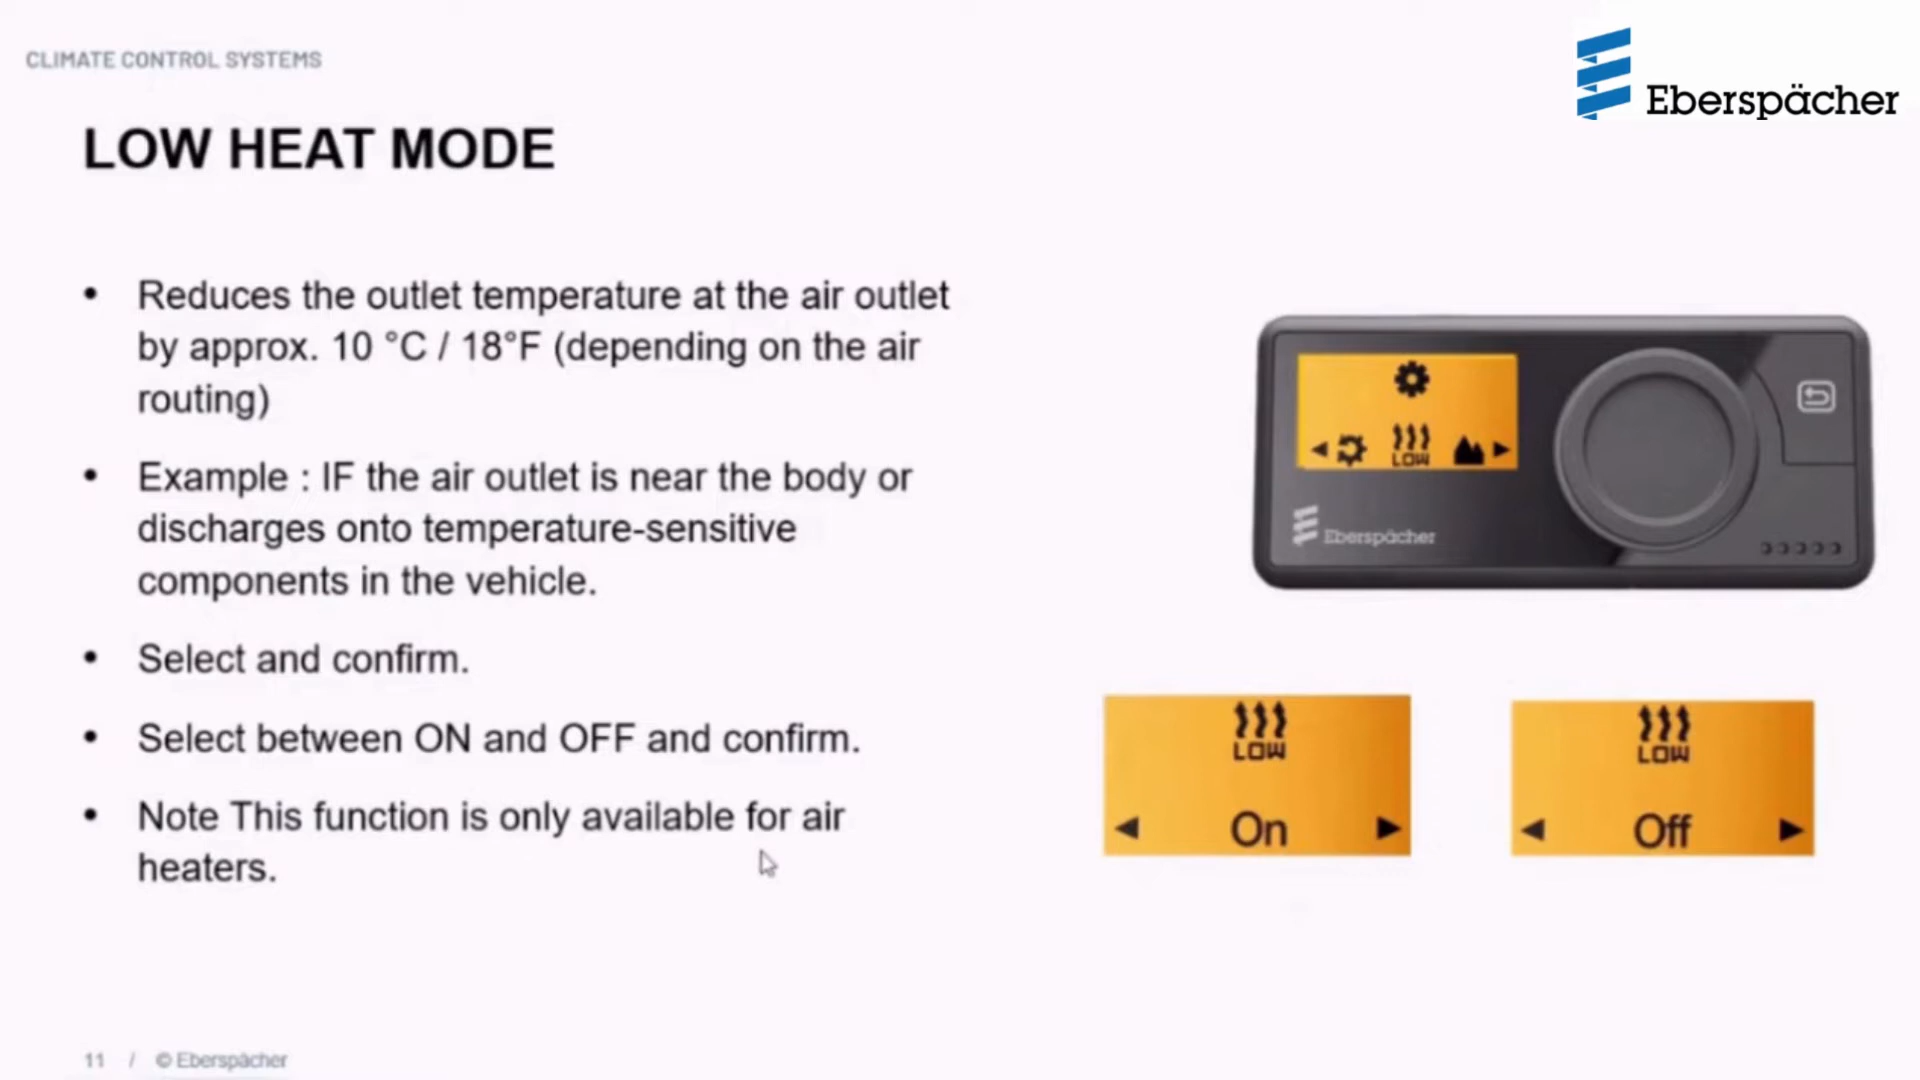 CLIMATE CONTROL SYSTEMS
Eberspächer
LOW HEAT MODE
• Reduces the outlet temperature at the air outlet
by approx. 10 °C / 18°F (depending on the air
routing)
• Example : IF the air outlet is near the body or
discharges onto temperature-sensitive
components in the vehicle.
• Select and confirm.
• Select between ON and OFF and confirm.
• Note This function is only available for air
heaters.
LOW
Eberspächer
LOW
On
LOW
Off
11 / © Eberspächer